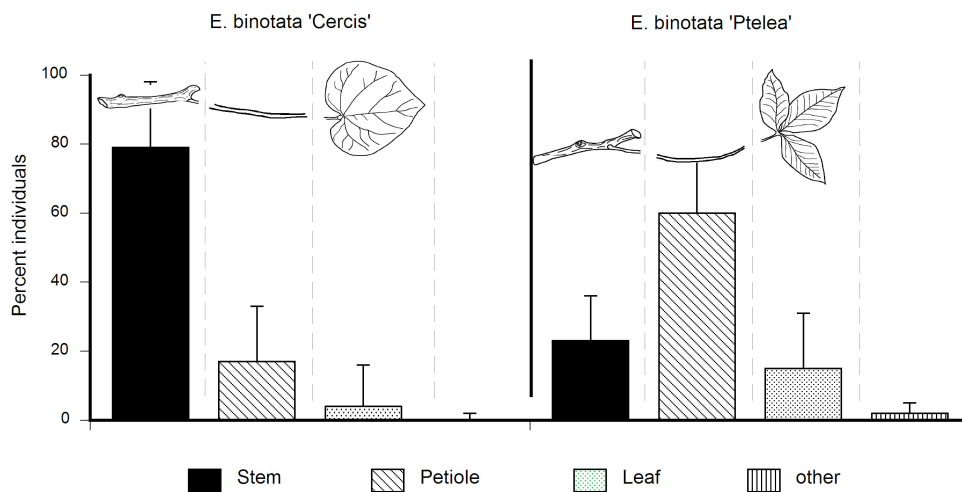 E. binotata 'Cercis' E. binotata 'Ptelea'
Percent individuals
100
80
60
40
20
0
Stem Petiole Leaf other